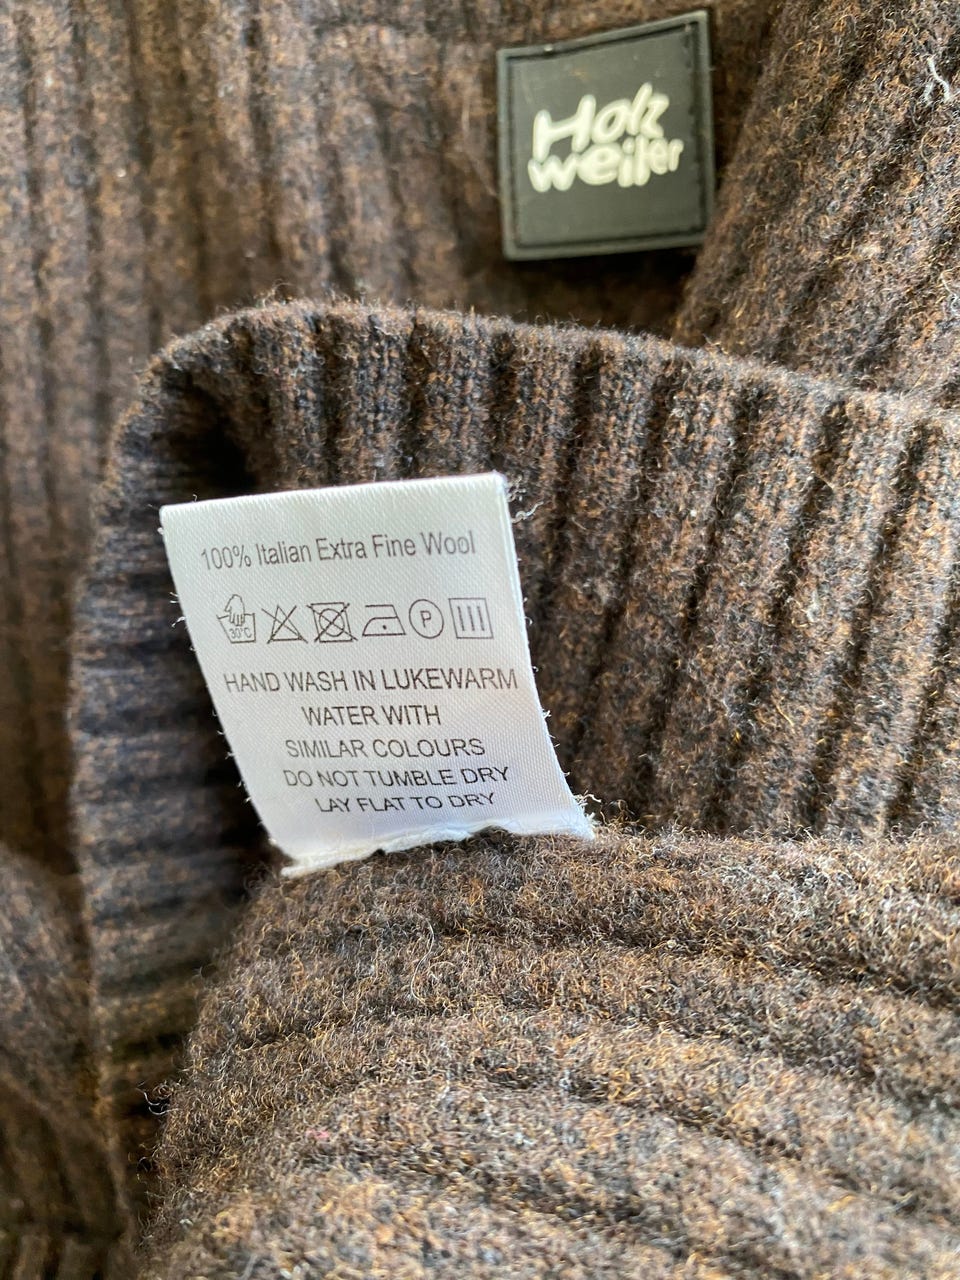 Holz
weiler
100% Italian Extra Fine Wool
30°C P
HAND WASH IN LUKEWARM
WATER WITH
SIMILAR COLOURS
DO NOT TUMBLE DRY
LAY FLAT TO DRY